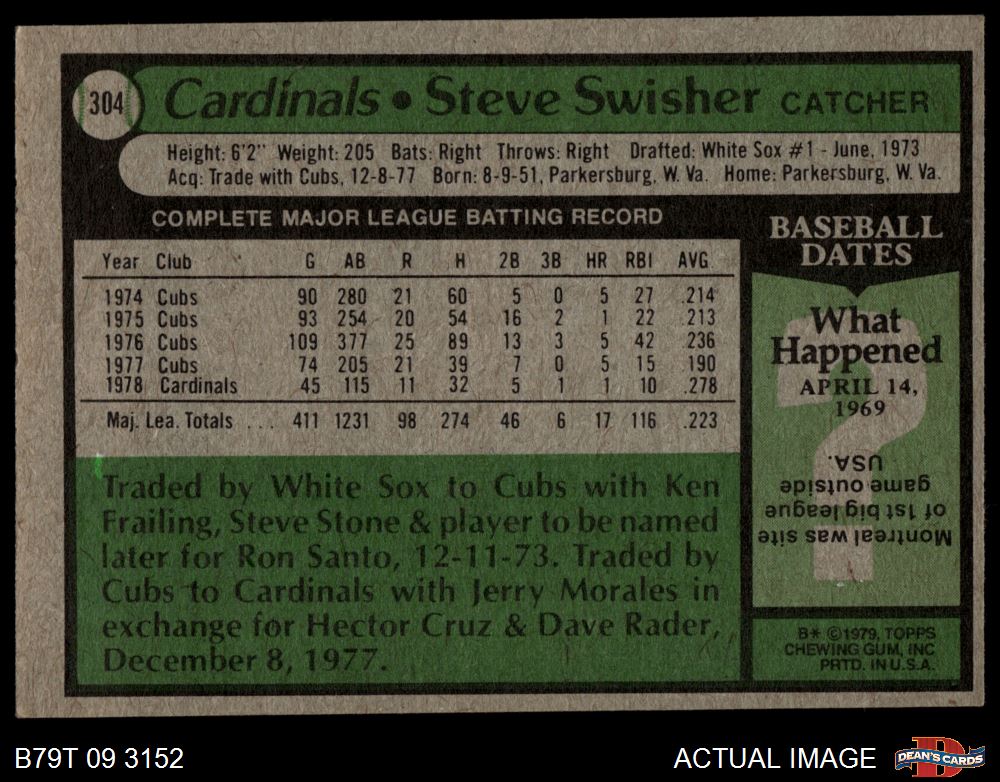 304 Cardinals • Steve Swisher CATCHER
Height: 6'2" Weight: 205 Bats: Right Throws: Right Drafted: White Sox #1 - June, 1973
Acq: Trade with Cubs, 12-8-77 Born: 8-9-51, Parkersburg, W. Va. Home: Parkersburg, W. Va.
COMPLETE MAJOR LEAGUE BATTING RECORD
Year Club G AB R H 2B 3B HR RBI AVG.
1974 Cubs 90 280 21 60 5 0 5 27 .214
1975 Cubs 93 254 20 54 16 2 1 22 .213
1976 Cubs 109 377 25 89 13 3 5 42 .236
1977 Cubs 74 205 21 39 7 0 5 15 .190
1978 Cardinals 45 115 11 32 5 1 1 10 .278
Maj. Lea. Totals ... 411 1231 98 274 46 6 17 116 .223
Traded by White Sox to Cubs with Ken
Frailing, Steve Stone & player to be named
later for Ron Santo, 12-11-73. Traded by
Cubs to Cardinals with Jerry Morales in
exchange for Hector Cruz & Dave Rader,
December 8, 1977.
BASEBALL
DATES
What
Happened
APRIL 14,
1969
Montreal was site
of 1st big league
game outside
USA.
B* ©1979, TOPPS
CHEWING GUM, INC
PRTD. IN U.S.A.
B79T 09 3152
ACTUAL IMAGE
D
DEAN'S CARDS